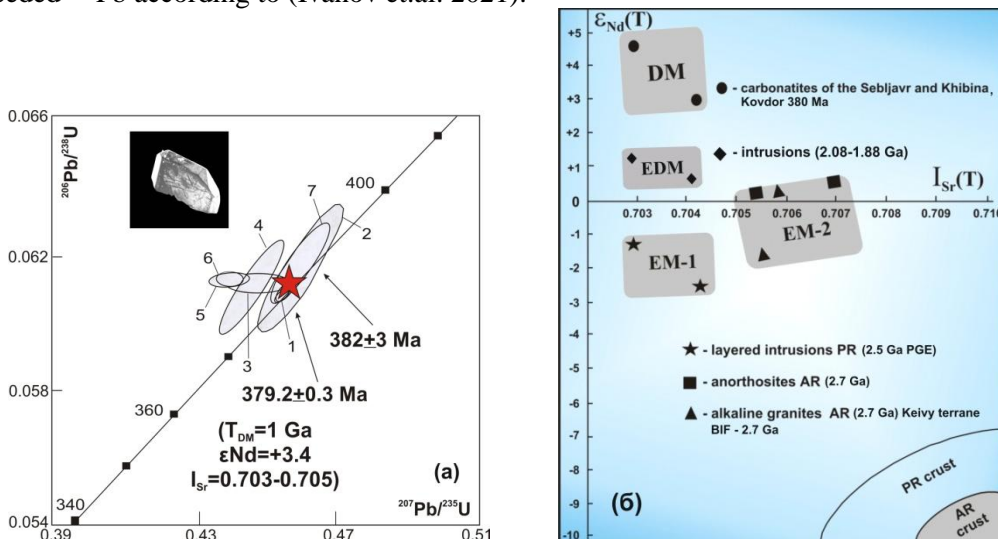 Pb according to (Ivanov et.al. 2021).
0.066
0.062
0.058
0.054
0.39
0.43
0.47
0.51
206Pb/238U
207Pb/235U
400
360
340
7
2
4
6
5
3
1
382±3 Ma
379.2±0.3 Ma
(TDM=1 Ga
εNd=+3.4
ISr=0.703-0.705)
(a)
εNd(T)
+5
+4
+3
+2
+1
0
-1
-2
-3
-4
-5
-6
-7
-8
-9
-10
DM
- carbonatites of the Sebljavr and Khibina,
Kovdor 380 Ma
EDM
- intrusions (2.08-1.88 Ga)
ISr(T)
0.703 0.704 0.705 0.706 0.707 0.708 0.709
EM-2
EM-1
- layered intrusions PR (2.5 Ga PGE)
- anorthosites AR (2.7 Ga)
- alkaline granites AR (2.7 Ga) Keivy terrane
BIF - 2.7 Ga
PR crust
AR
crust
(б)